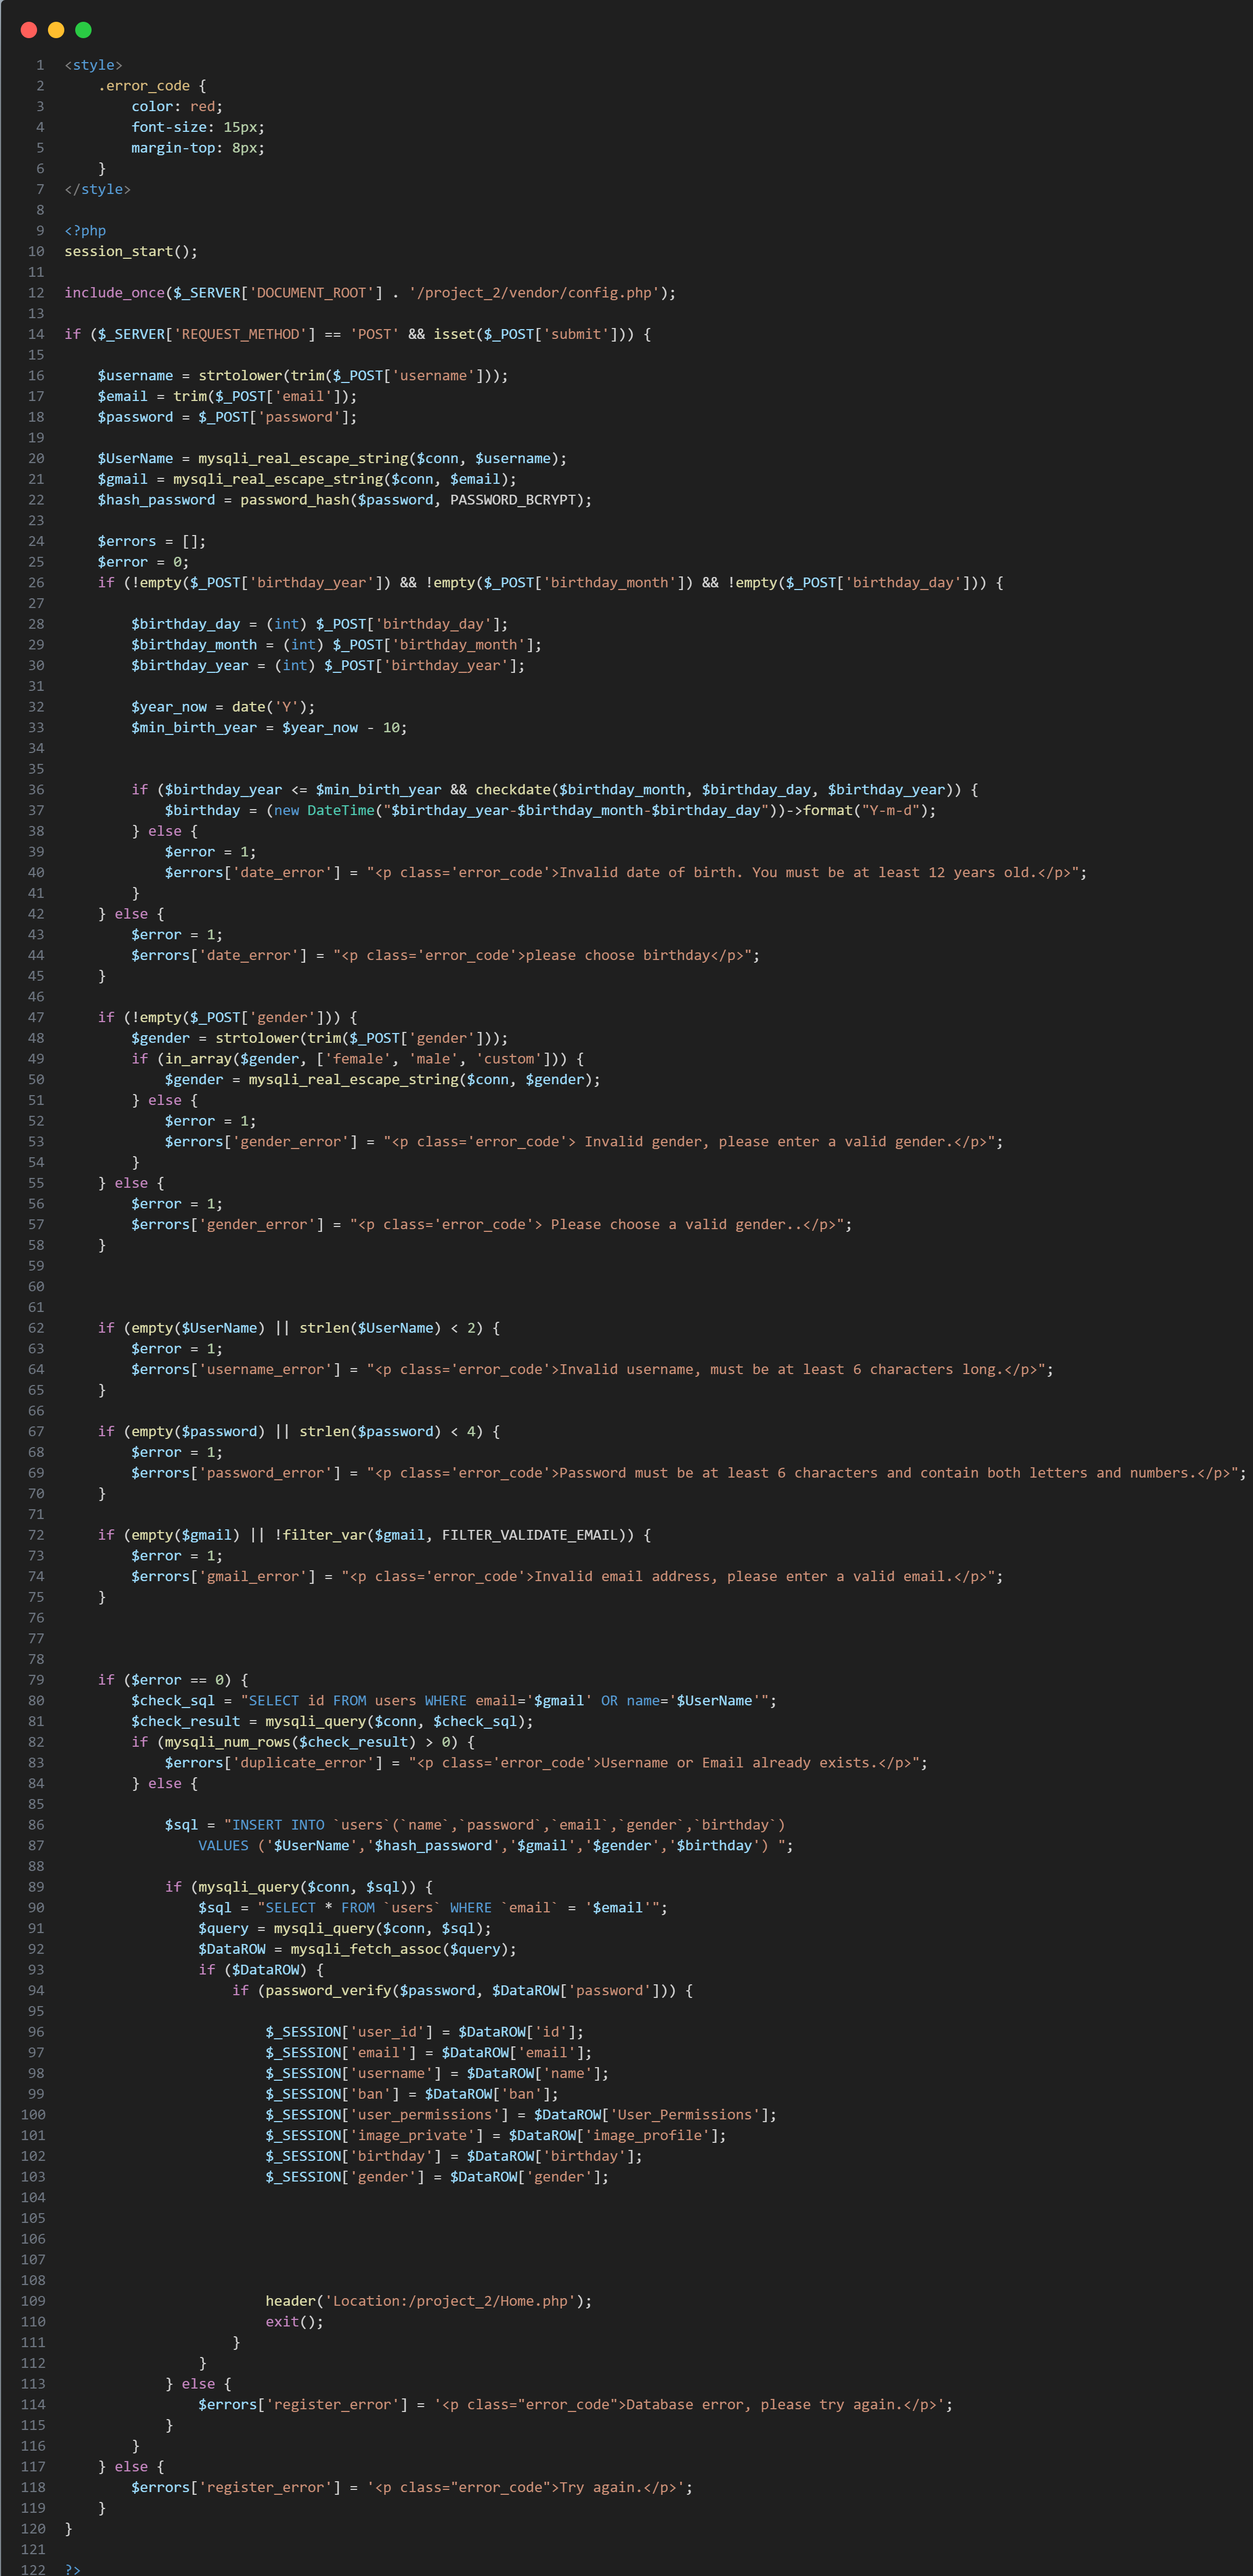 1 <style>
2     .error_code {
3         color: red;
4         font-size: 15px;
5         margin-top: 8px;
6     }
7 </style>
8
9 <?php
10 session_start();
11
12 include_once($_SERVER['DOCUMENT_ROOT'] . '/project_2/vendor/config.php');
13
14 if ($_SERVER['REQUEST_METHOD'] == 'POST' && isset($_POST['submit'])) {
15
16     $username = strtolower(trim($_POST['username']));
17     $email = trim($_POST['email']);
18     $password = $_POST['password'];
19
20     $UserName = mysqli_real_escape_string($conn, $username);
21     $gmail = mysqli_real_escape_string($conn, $email);
22     $hash_password = password_hash($password, PASSWORD_BCRYPT);
23
24     $errors = [];
25     $error = 0;
26     if (!empty($_POST['birthday_year']) && !empty($_POST['birthday_month']) && !empty($_POST['birthday_day'])) {
27
28         $birthday_day = (int) $_POST['birthday_day'];
29         $birthday_month = (int) $_POST['birthday_month'];
30         $birthday_year = (int) $_POST['birthday_year'];
31
32         $year_now = date('Y');
33         $min_birth_year = $year_now - 10;
34
35
36         if ($birthday_year <= $min_birth_year && checkdate($birthday_month, $birthday_day, $birthday_year)) {
37             $birthday = (new DateTime("$birthday_year-$birthday_month-$birthday_day"))->format("Y-m-d");
38         } else {
39             $error = 1;
40             $errors['date_error'] = "<p class='error_code'>Invalid date of birth. You must be at least 12 years old.</p>";
41         }
42     } else {
43         $error = 1;
44         $errors['date_error'] = "<p class='error_code'>please choose birthday</p>";
45     }
46
47     if (!empty($_POST['gender'])) {
48         $gender = strtolower(trim($_POST['gender']));
49         if (in_array($gender, ['female', 'male', 'custom'])) {
50             $gender = mysqli_real_escape_string($conn, $gender);
51         } else {
52             $error = 1;
53             $errors['gender_error'] = "<p class='error_code'> Invalid gender, please enter a valid gender.</p>";
54         }
55     } else {
56         $error = 1;
57         $errors['gender_error'] = "<p class='error_code'> Please choose a valid gender..</p>";
58     }
59
60
61
62     if (empty($UserName) || strlen($UserName) < 2) {
63         $error = 1;
64         $errors['username_error'] = "<p class='error_code'>Invalid username, must be at least 6 characters long.</p>";
65     }
66
67     if (empty($password) || strlen($password) < 4) {
68         $error = 1;
69         $errors['password_error'] = "<p class='error_code'>Password must be at least 6 characters and contain both letters and numbers.</p>";
70     }
71
72     if (empty($gmail) || !filter_var($gmail, FILTER_VALIDATE_EMAIL)) {
73         $error = 1;
74         $errors['gmail_error'] = "<p class='error_code'>Invalid email address, please enter a valid email.</p>";
75     }
76
77
78
79     if ($error == 0) {
80         $check_sql = "SELECT id FROM users WHERE email='$gmail' OR name='$UserName'";
81         $check_result = mysqli_query($conn, $check_sql);
82         if (mysqli_num_rows($check_result) > 0) {
83             $errors['duplicate_error'] = "<p class='error_code'>Username or Email already exists.</p>";
84         } else {
85
86             $sql = "INSERT INTO `users`(`name`,`password`,`email`,`gender`,`birthday`)
87                 VALUES ('$UserName','$hash_password','$gmail','$gender','$birthday') ";
88
89             if (mysqli_query($conn, $sql)) {
90                 $sql = "SELECT * FROM `users` WHERE `email` = '$email'";
91                 $query = mysqli_query($conn, $sql);
92                 $DataROW = mysqli_fetch_assoc($query);
93                 if ($DataROW) {
94                     if (password_verify($password, $DataROW['password'])) {
95
96                         $_SESSION['user_id'] = $DataROW['id'];
97                         $_SESSION['email'] = $DataROW['email'];
98                         $_SESSION['username'] = $DataROW['name'];
99                         $_SESSION['ban'] = $DataROW['ban'];
100                         $_SESSION['user_permissions'] = $DataROW['User_Permissions'];
101                         $_SESSION['image_private'] = $DataROW['image_profile'];
102                         $_SESSION['birthday'] = $DataROW['birthday'];
103                         $_SESSION['gender'] = $DataROW['gender'];
104
105
106
107
108
109                         header('Location:/project_2/Home.php');
110                         exit();
111                     }
112                 }
113             } else {
114                 $errors['register_error'] = '<p class="error_code">Database error, please try again.</p>';
115             }
116         }
117     } else {
118         $errors['register_error'] = '<p class="error_code">Try again.</p>';
119     }
120 }
121
122 ?>